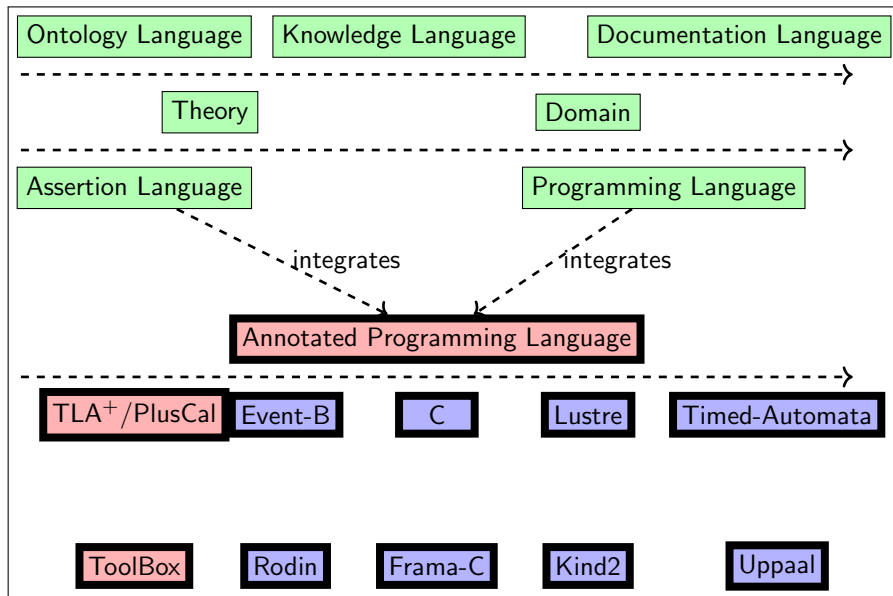 Ontology Language Knowledge Language Documentation Language
Theory Domain
Assertion Language Programming Language
integrates integrates
Annotated Programming Language
TLA⁺/PlusCal Event-B C Lustre Timed-Automata
ToolBox Rodin Frama-C Kind2 Uppaal